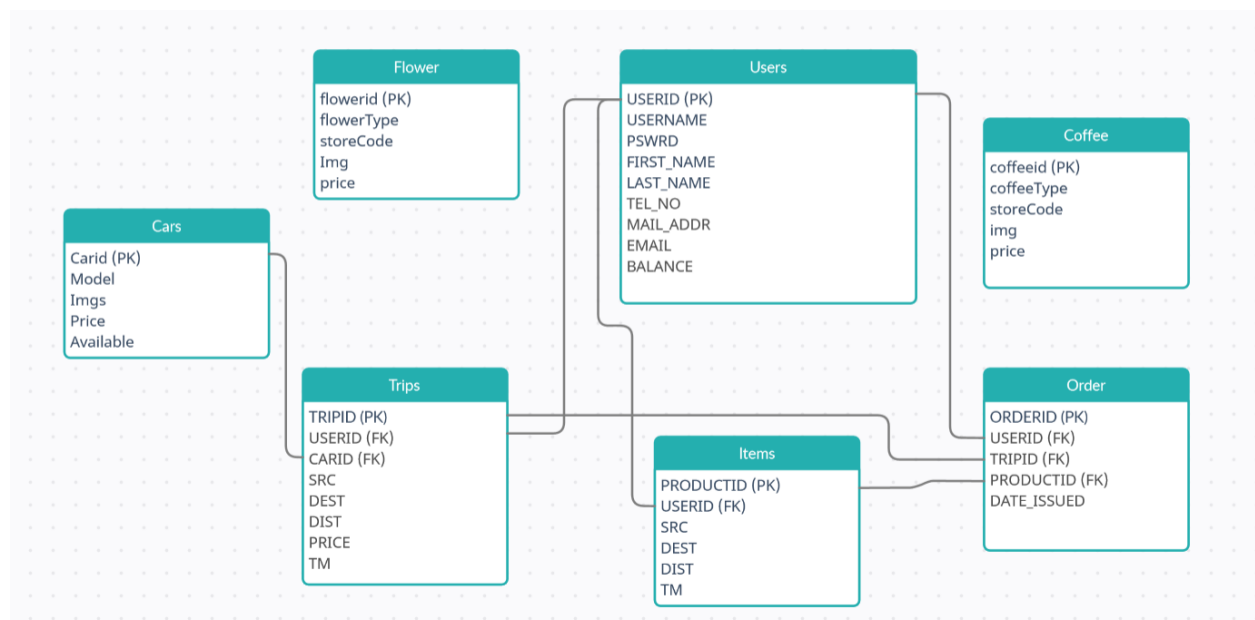 Flower
flowerid (PK)
flowerType
storeCode
Img
price
Users
USERID (PK)
USERNAME
PSWRD
FIRST_NAME
LAST_NAME
TEL_NO
MAIL_ADDR
EMAIL
BALANCE
Coffee
coffeeid (PK)
coffeeType
storeCode
img
price
Cars
Carid (PK)
Model
Imgs
Price
Available
Trips
TRIPID (PK)
USERID (FK)
CARID (FK)
SRC
DEST
DIST
PRICE
TM
Items
PRODUCTID (PK)
USERID (FK)
SRC
DEST
DIST
TM
Order
ORDERID (PK)
USERID (FK)
TRIPID (FK)
PRODUCTID (FK)
DATE_ISSUED